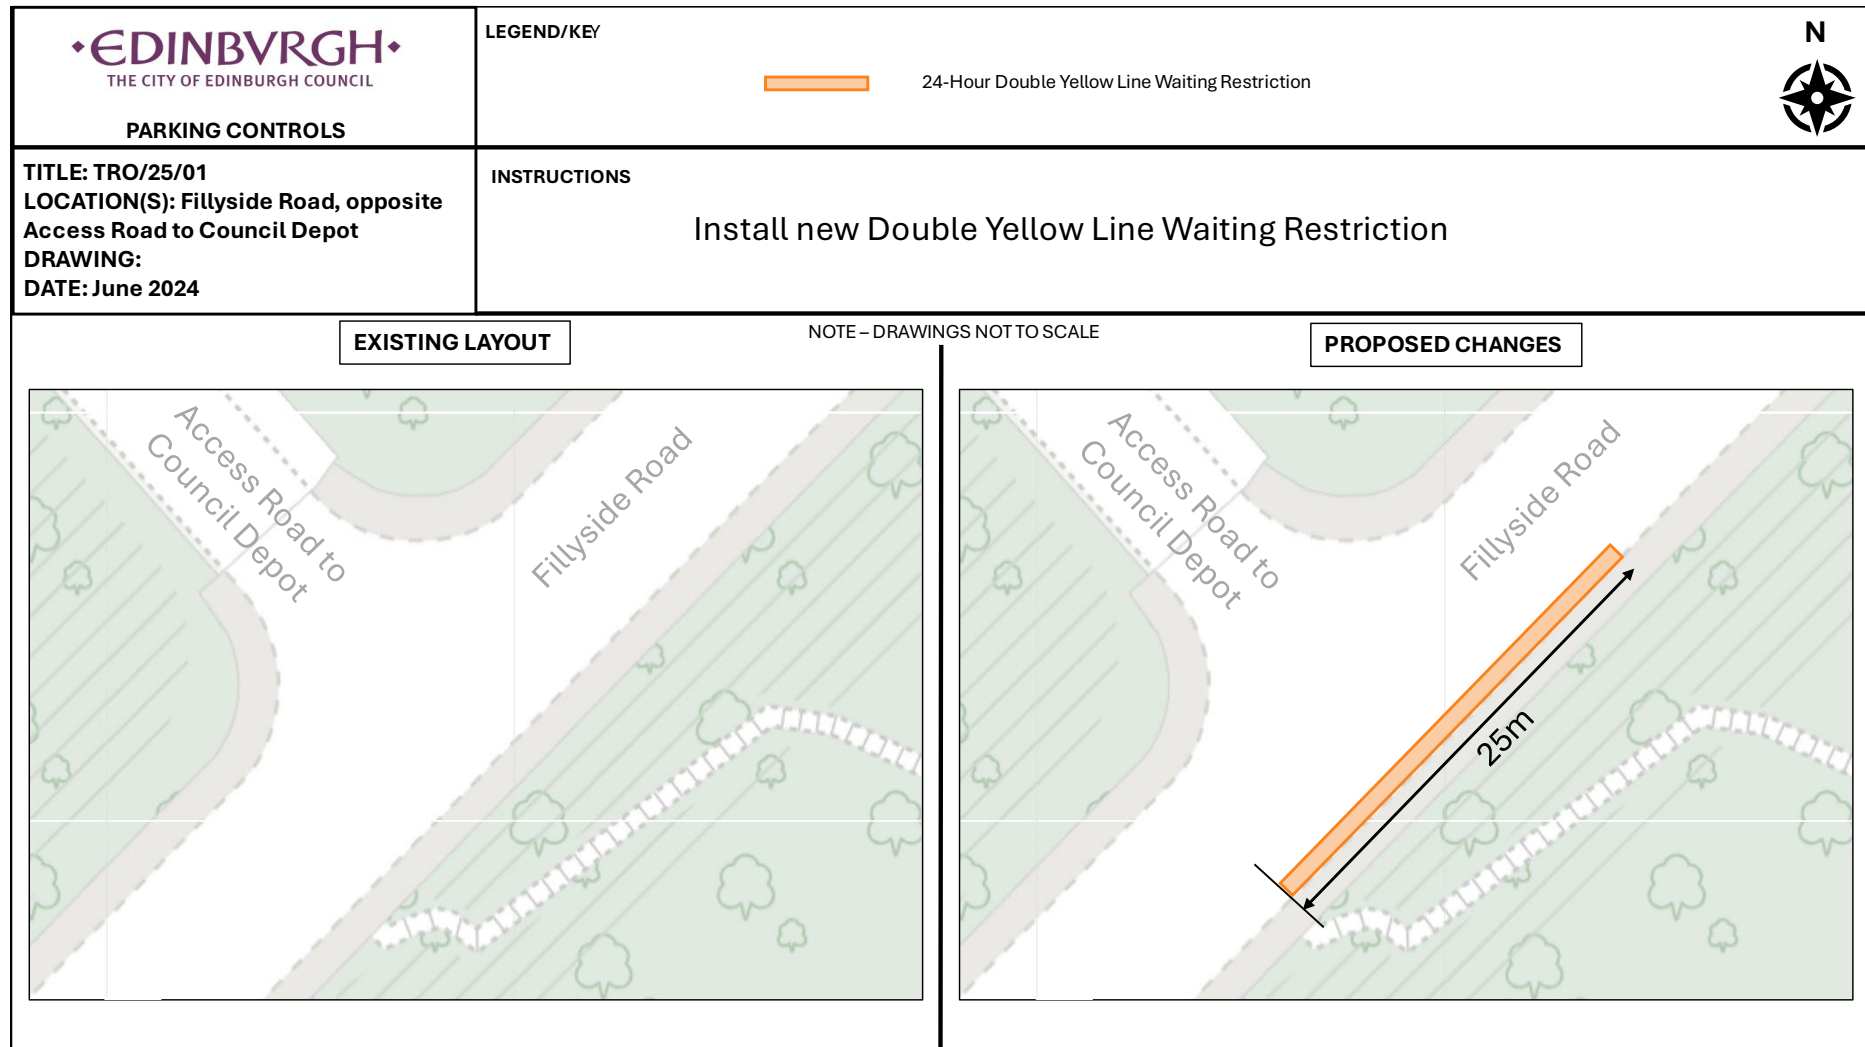 EDINBVRGH
THE CITY OF EDINBURGH COUNCIL
PARKING CONTROLS
LEGEND/KEY
24-Hour Double Yellow Line Waiting Restriction
N
TITLE: TRO/25/01
LOCATION(S): Fillyside Road, opposite
Access Road to Council Depot
DRAWING:
DATE: June 2024
INSTRUCTIONS
Install new Double Yellow Line Waiting Restriction
EXISTING LAYOUT
NOTE – DRAWINGS NOT TO SCALE
PROPOSED CHANGES
Access Road to
Council Depot
Fillyside Road
Access Road to
Council Depot
Fillyside Road
25m